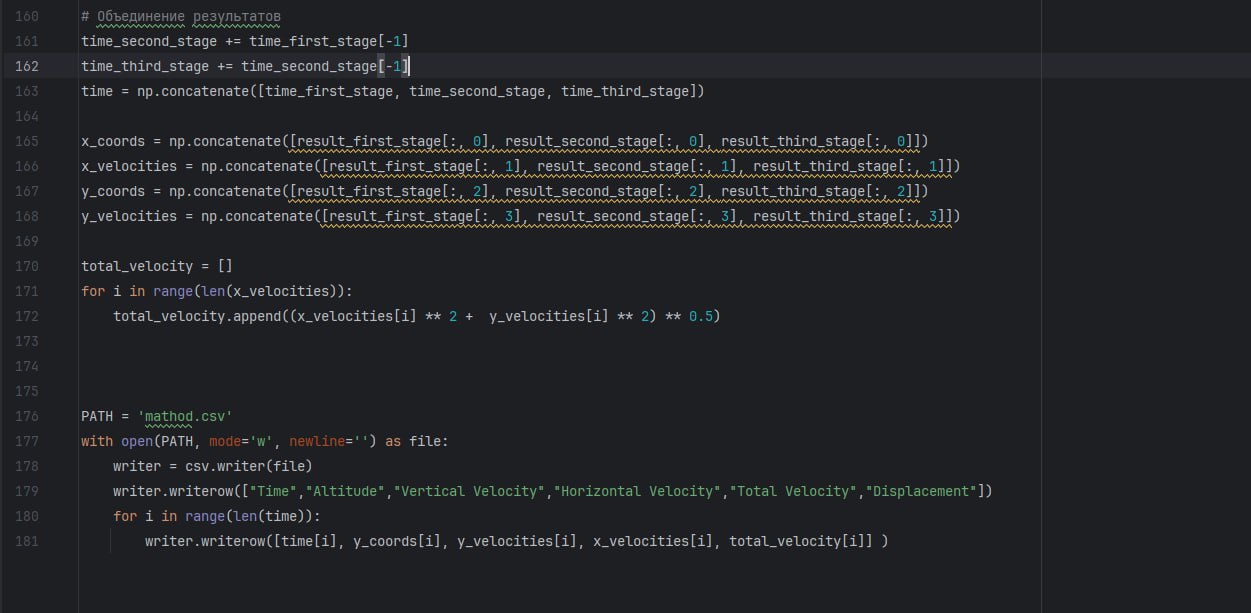 160 # Объединение результатов
161 time_second_stage += time_first_stage[-1]
162 time_third_stage += time_second_stage[-1]
163 time = np.concatenate([time_first_stage, time_second_stage, time_third_stage])
164
165 x_coords = np.concatenate([result_first_stage[:, 0], result_second_stage[:, 0], result_third_stage[:, 0]])
166 x_velocities = np.concatenate([result_first_stage[:, 1], result_second_stage[:, 1], result_third_stage[:, 1]])
167 y_coords = np.concatenate([result_first_stage[:, 2], result_second_stage[:, 2], result_third_stage[:, 2]])
168 y_velocities = np.concatenate([result_first_stage[:, 3], result_second_stage[:, 3], result_third_stage[:, 3]])
169
170 total_velocity = []
171 for i in range(len(x_velocities)):
172     total_velocity.append((x_velocities[i] ** 2 +  y_velocities[i] ** 2) ** 0.5)
173
174
175
176 PATH = 'mathod.csv'
177 with open(PATH, mode='w', newline='') as file:
178     writer = csv.writer(file)
179     writer.writerow(["Time","Altitude","Vertical Velocity","Horizontal Velocity","Total Velocity","Displacement"])
180     for i in range(len(time)):
181         writer.writerow([time[i], y_coords[i], y_velocities[i], x_velocities[i], total_velocity[i]] )